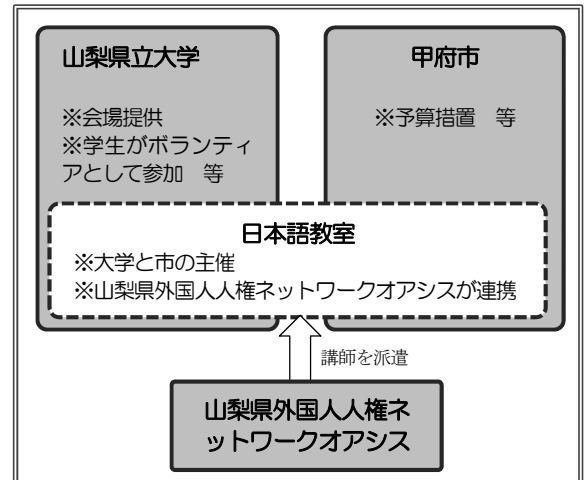 山梨県立大学
※会場提供
※学生がボランティ
アとして参加　等
甲府市
※予算措置　等
日本語教室
※大学と市の主催
※山梨県外国人人権ネットワークオアシスが連携
講師を派遣
山梨県外国人人権ネ
ットワークオアシス